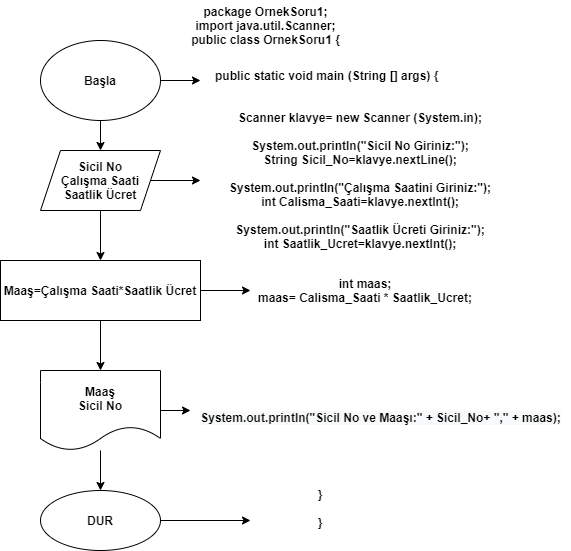 package OrnekSoru1;
import java.util.Scanner;
public class OrnekSoru1 {
Başla
public static void main (String [] args) {
Scanner klavye= new Scanner (System.in);
Sicil No
Çalışma Saati
Saatlik Ücret
System.out.println("Sicil No Giriniz:");
String Sicil_No=klavye.nextLine();
System.out.println("Çalışma Saatini Giriniz:");
int Calisma_Saati=klavye.nextInt();
System.out.println("Saatlik Ücreti Giriniz:");
int Saatlik_Ucret=klavye.nextInt();
Maaş=Çalışma Saati*Saatlik Ücret
int maas;
maas= Calisma_Saati * Saatlik_Ucret;
Maaş
Sicil No
System.out.println("Sicil No ve Maaşı:" + Sicil_No+ "," + maas);
DUR
}
}